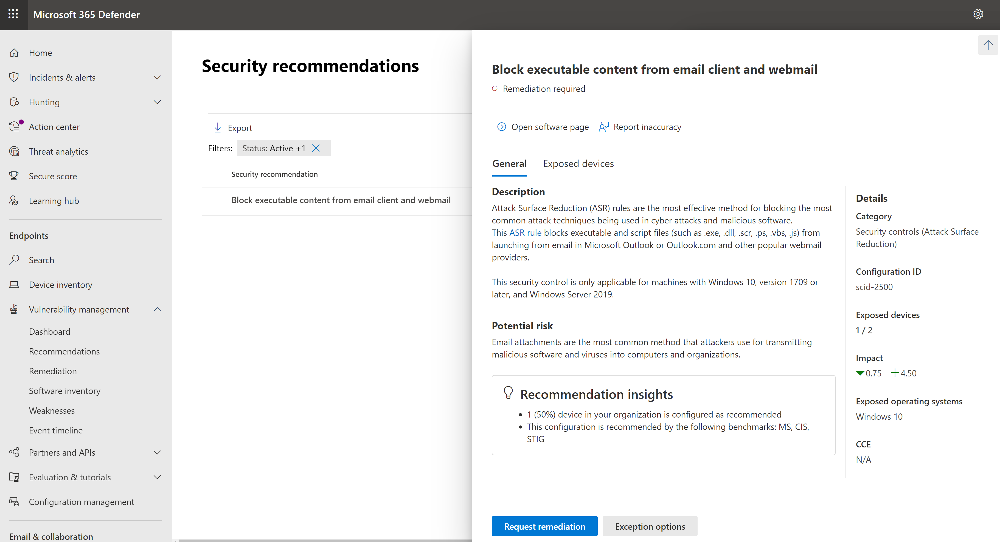 Microsoft 365 Defender
Home
Incidents & alerts
Hunting
Action center
Threat analytics
Secure score
Learning hub
Endpoints
Search
Device inventory
Vulnerability management
Dashboard
Recommendations
Remediation
Software inventory
Weaknesses
Event timeline
Partners and APIs
Evaluation & tutorials
Configuration management
Email & collaboration
Security recommendations
Export
Filters: Status: Active +1
Security recommendation
Block executable content from email client and webmail
Block executable content from email client and webmail
Remediation required
Open software page Report inaccuracy
General Exposed devices
Description
Attack Surface Reduction (ASR) rules are the most effective method for blocking the most
common attack techniques being used in cyber attacks and malicious software.
This ASR rule blocks executable and script files (such as .exe, .dll, .scr, .ps, .vbs, .js) from
launching from email in Microsoft Outlook or Outlook.com and other popular webmail
providers.
This security control is only applicable for machines with Windows 10, version 1709 or
later, and Windows Server 2019.
Potential risk
Email attachments are the most common method that attackers use for transmitting
malicious software and viruses into computers and organizations.
Recommendation insights
• 1 (50%) device in your organization is configured as recommended
• This configuration is recommended by the following benchmarks: MS, CIS,
STIG
Details
Category
Security controls (Attack Surface
Reduction)
Configuration ID
scid-2500
Exposed devices
1 / 2
Impact
0.75 | +4.50
Exposed operating systems
Windows 10
CCE
N/A
Request remediation Exception options